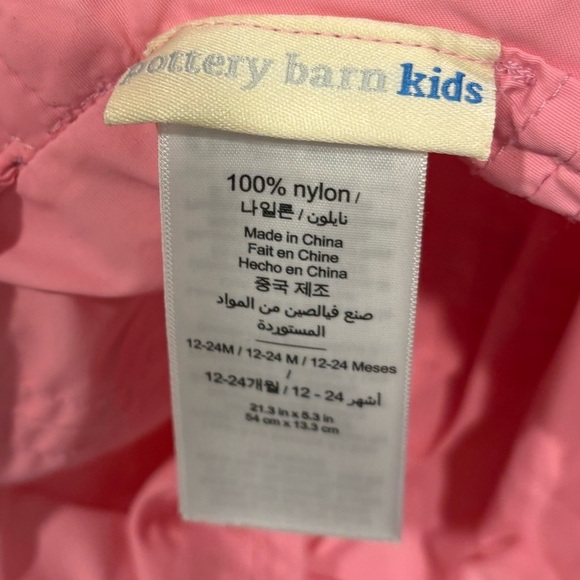 pottery barn kids
100% nylon /
나일론 / نايلون
Made in China
Fait en Chine
Hecho en China
중국 제조
صنع فيالصين من المواد
المستوردة
12-24M / 12-24 M / 12-24 Meses
/
12-24개월 / 12 - 24 أشهر
21.3 in x 5.3 in
54 cm x 13.3 cm